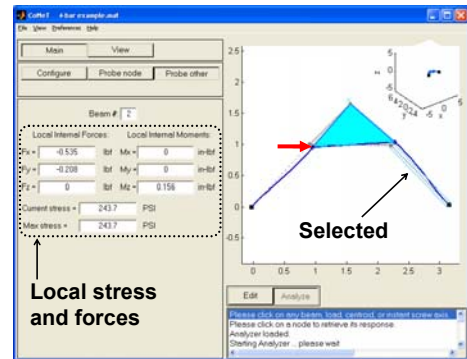 CoMeT 4 bar example.mat
File View Preferences Help
Main View
Configure Probe node Probe other
Beam # 2
Local Internal Forces: Local Internal Moments:
Fx = -0.535 lbf Mx = 0 in-lbf
Fy = -0.208 lbf My = 0 in-lbf
Fz = 0 lbf Mz = 0.156 in-lbf
Current stress = 243.7 PSI
Max stress = 243.7 PSI
Local stress
and forces
2.5
2
1.5
1
0.5
0
-0.5
0 0.5 1 1.5 2 2.5 3
5
0
-5
z
y
x
Selected
Edit Analyze
Please click on any beam, load, centroid, or instant screw axis.
Please click on a node to retrieve its response.
Analyzer loaded.
Starting Analyzer .. please wait